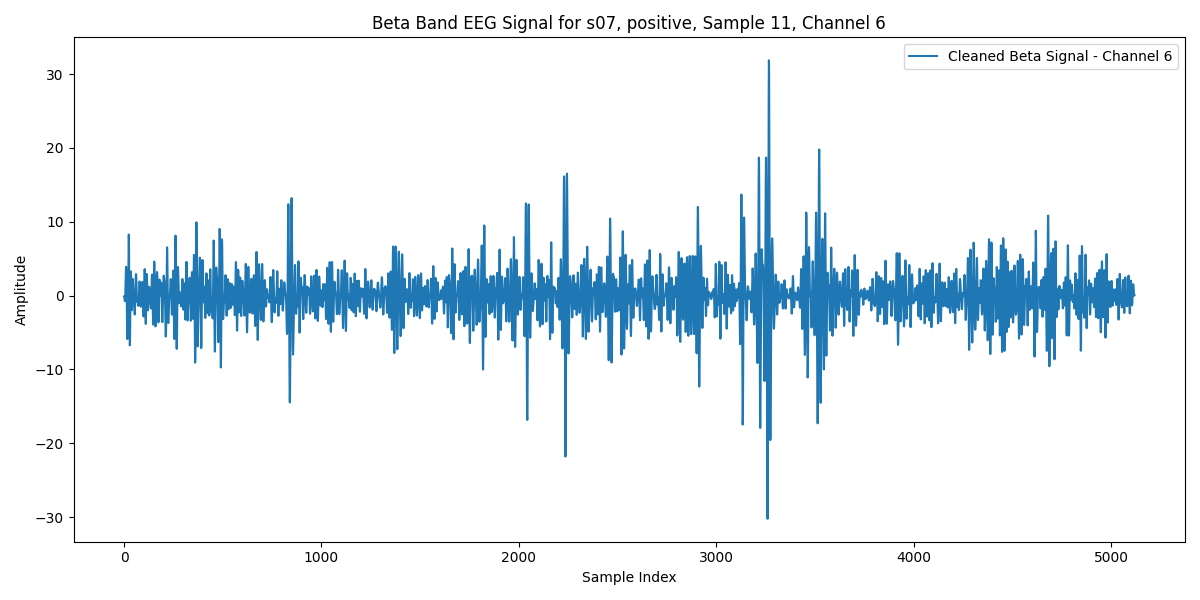 Beta Band EEG Signal for s07, positive, Sample 11, Channel 6
Cleaned Beta Signal - Channel 6
30
20
10
0
−10
−20
−30
Amplitude
0 1000 2000 3000 4000 5000
Sample Index